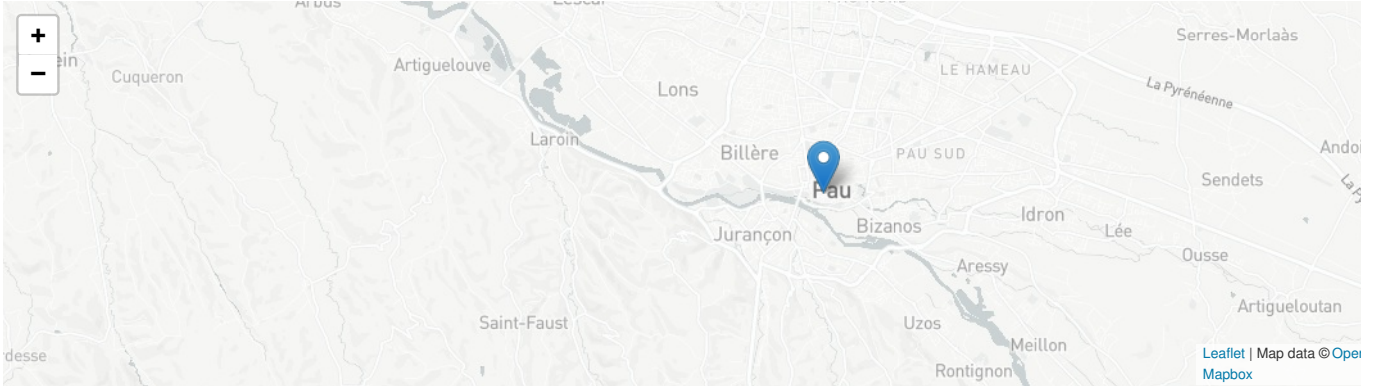 +
−
Cuqueron
Artiguelouve
Lons
Laroin
Billère
LE HAMEAU
Serres-Morlaàs
La Pyrénéenne
PAU SUD
Pau
Sendets
Jurançon
Bizanos
Idron
Lée
Ousse
Aressy
Artigueloutan
Saint-Faust
Uzos
Meillon
Rontignon
Leaflet | Map data ©
Mapbox